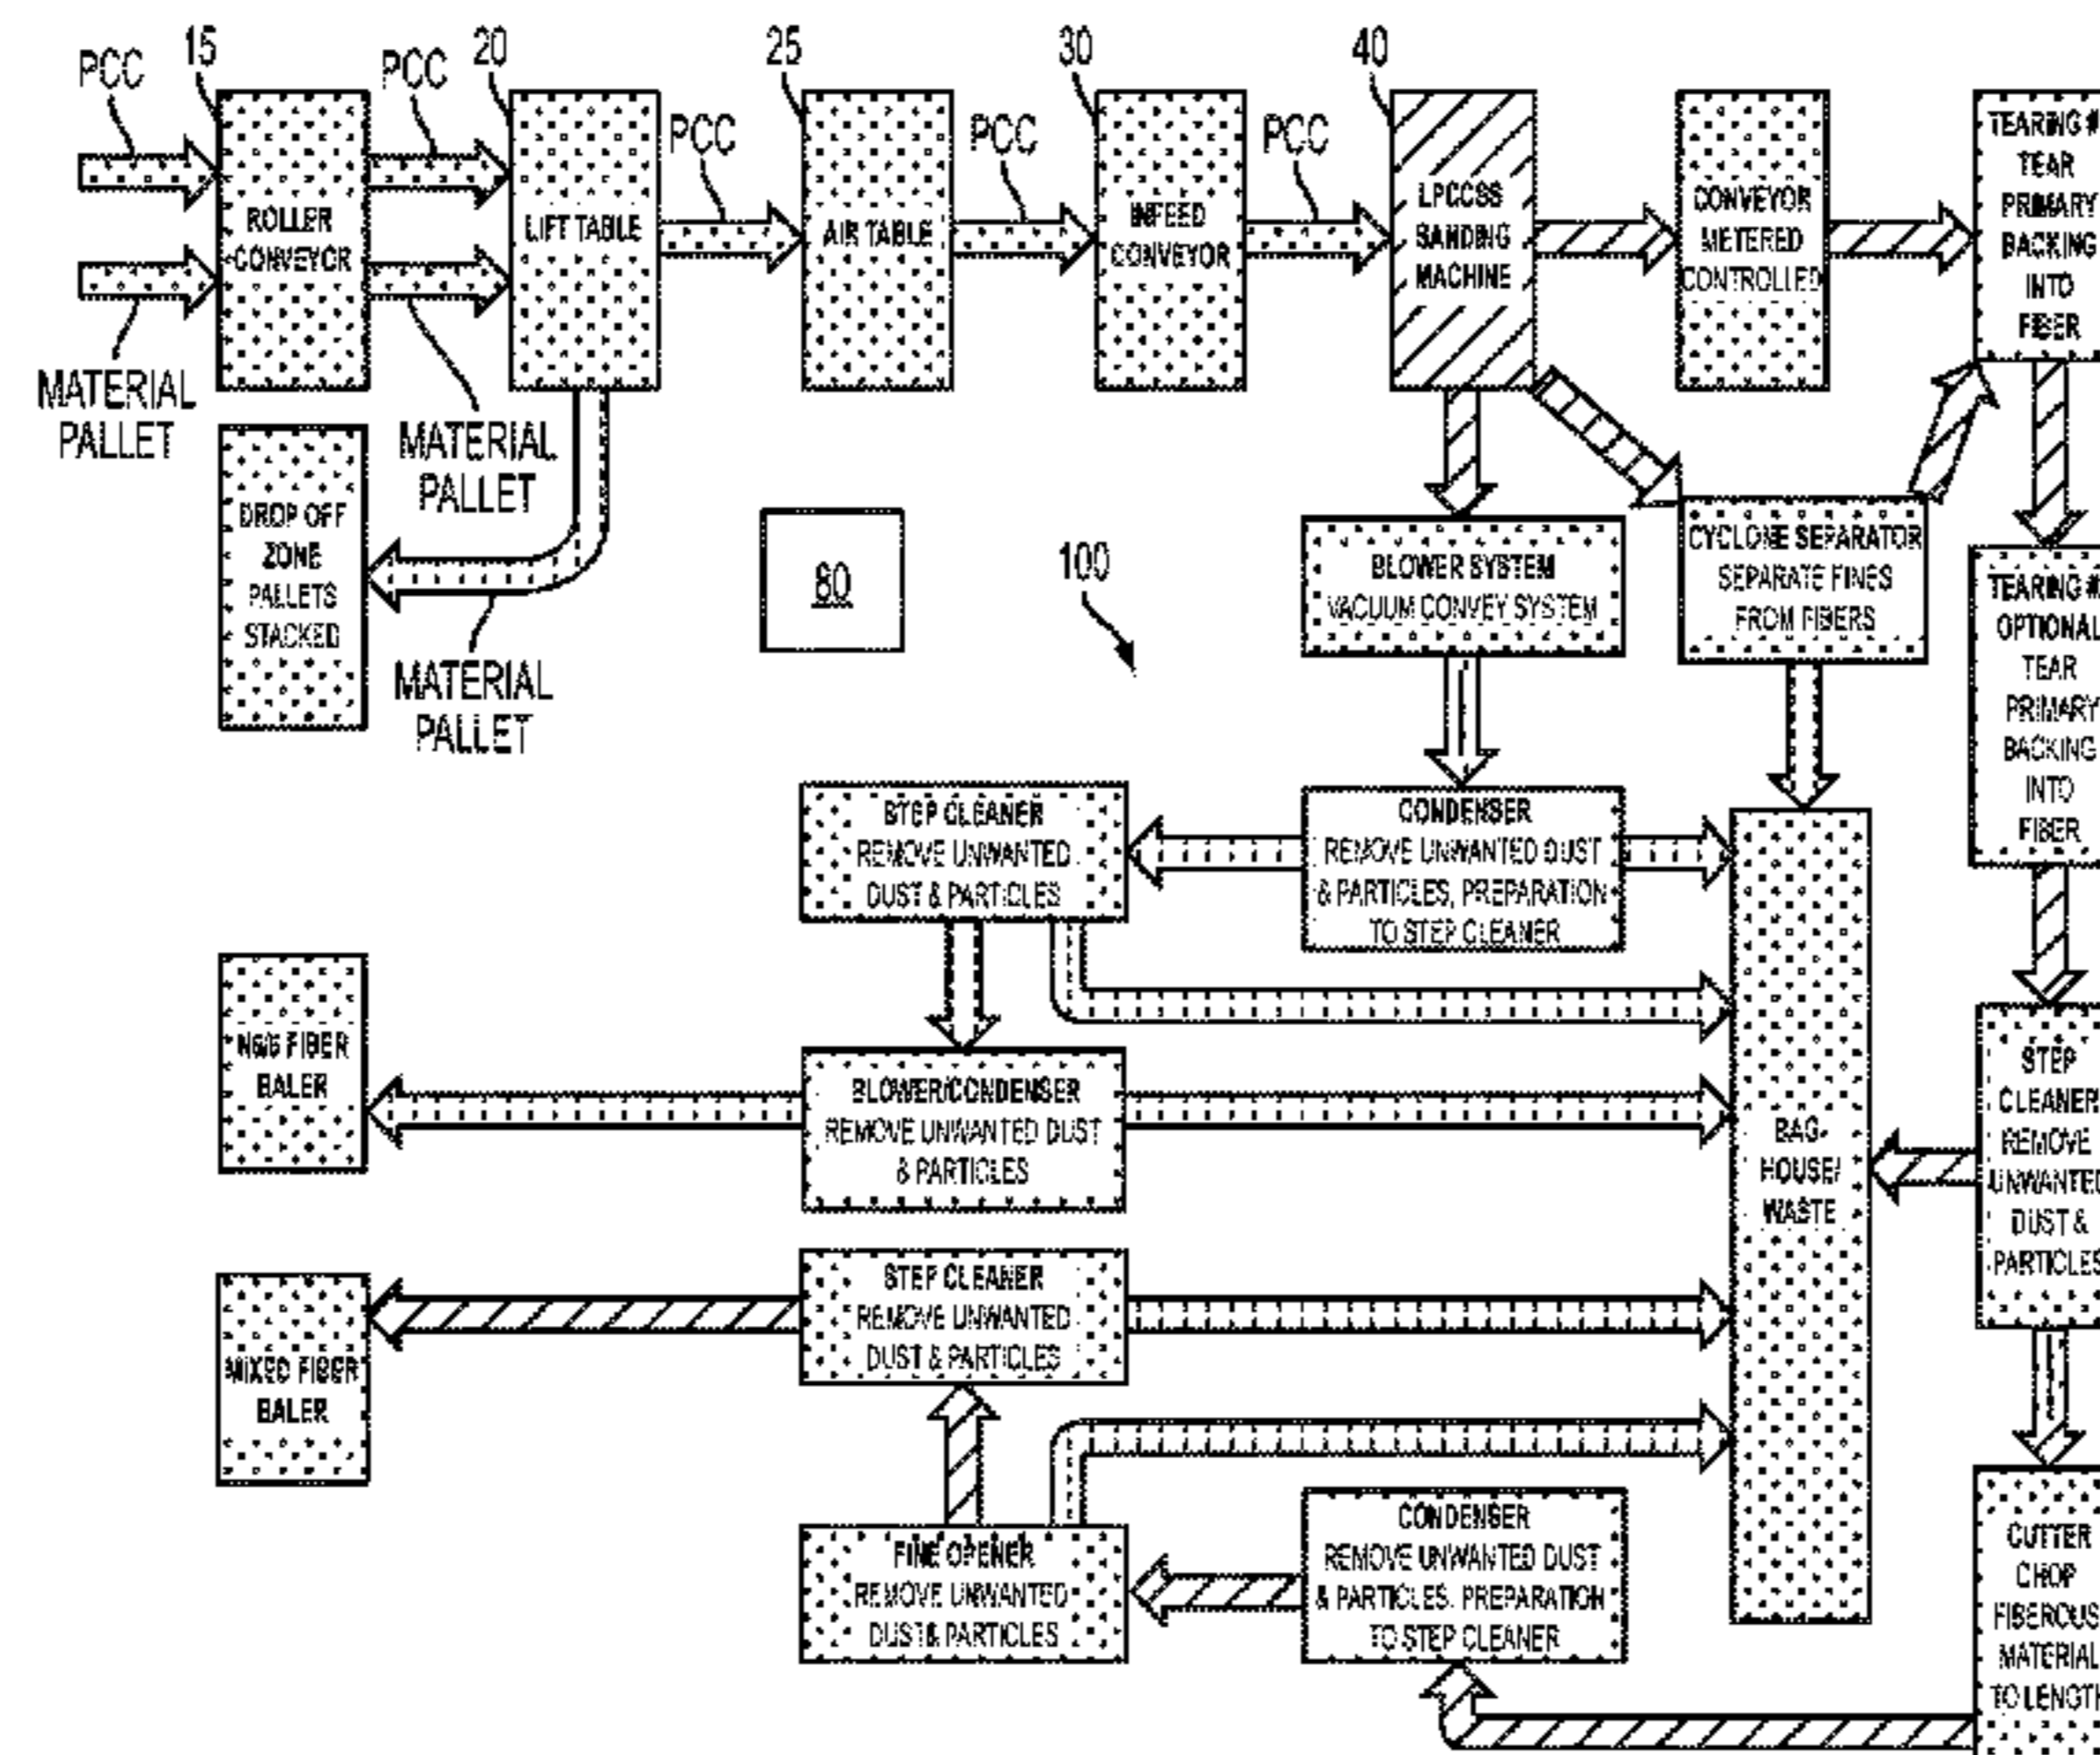 PCC
15
PCC
20
PCC
25
PCC
30
PCC
40
ROLLER
CONVEYOR
LIFT TABLE
AIR TABLE
INFEED
CONVEYOR
LPCCSS
SANDING
MACHINE
CONVEYOR
METERED
CONTROLLED
TEARING #
TEAR
PRIMARY
BACKING
INTO
FIBER
MATERIAL
PALLET
MATERIAL
PALLET
DROP OFF
ZONE
PALLETS
STACKED
MATERIAL
PALLET
80
100
BLOWER SYSTEM
VACUUM CONVEY SYSTEM
CYCLONE SEPARATOR
SEPARATE FINES
FROM FIBERS
TEARING #
OPTIONAL
TEAR
PRIMARY
BACKING
INTO
FIBER
STEP CLEANER
REMOVE UNWANTED
DUST & PARTICLES
CONDENSER
REMOVE UNWANTED DUST
& PARTICLES, PREPARATION
TO STEP CLEANER
BAG-
HOUSE/
WASTE
STEP
CLEANER
REMOVE
UNWANTED
DUST &
PARTICLES
FIBER
BALER
BLOWER/CONDENSER
REMOVE UNWANTED DUST
& PARTICLES
MIXED FIBER
BALER
STEP CLEANER
REMOVE UNWANTED
DUST & PARTICLES
FINE OPENER
REMOVE UNWANTED
DUST & PARTICLES
CONDENSER
REMOVE UNWANTED DUST
& PARTICLES, PREPARATION
TO STEP CLEANER
CUTTER
CHOP
FIBEROUS
MATERIAL
TO LENGTH